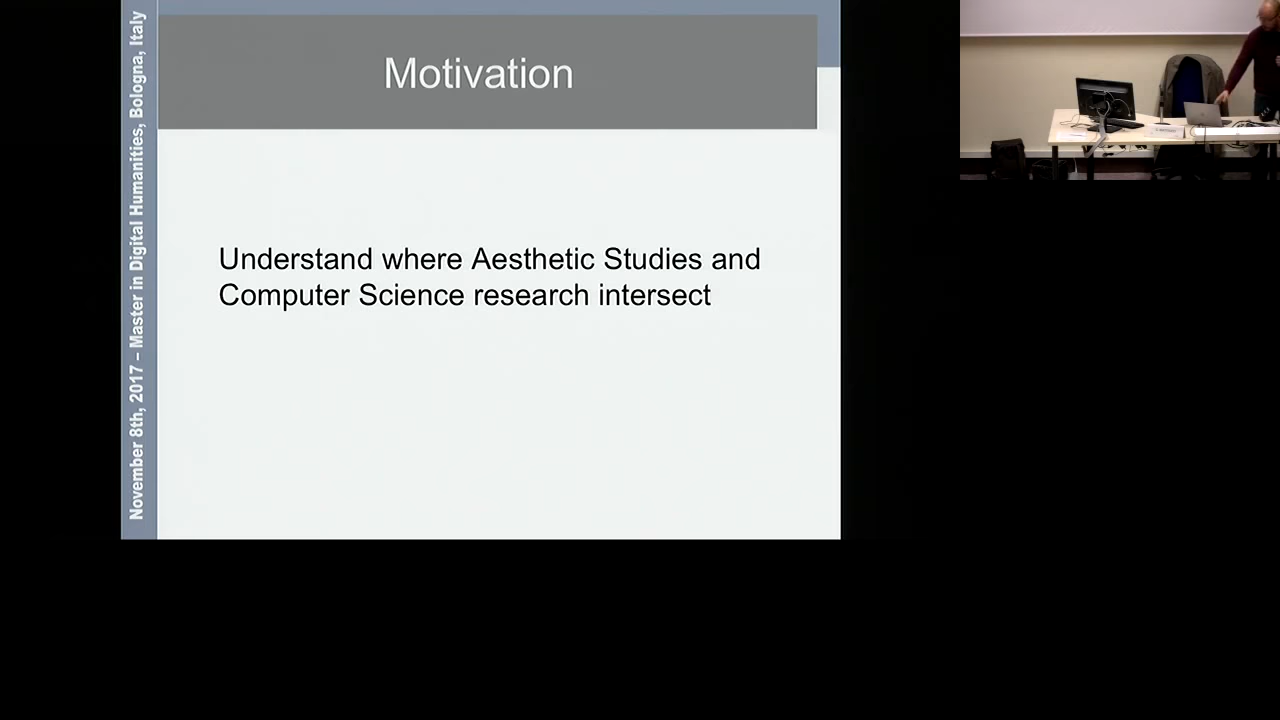 Motivation
November 8th, 2017 – Master in Digital Humanities, Bologna, Italy
Understand where Aesthetic Studies and
Computer Science research intersect